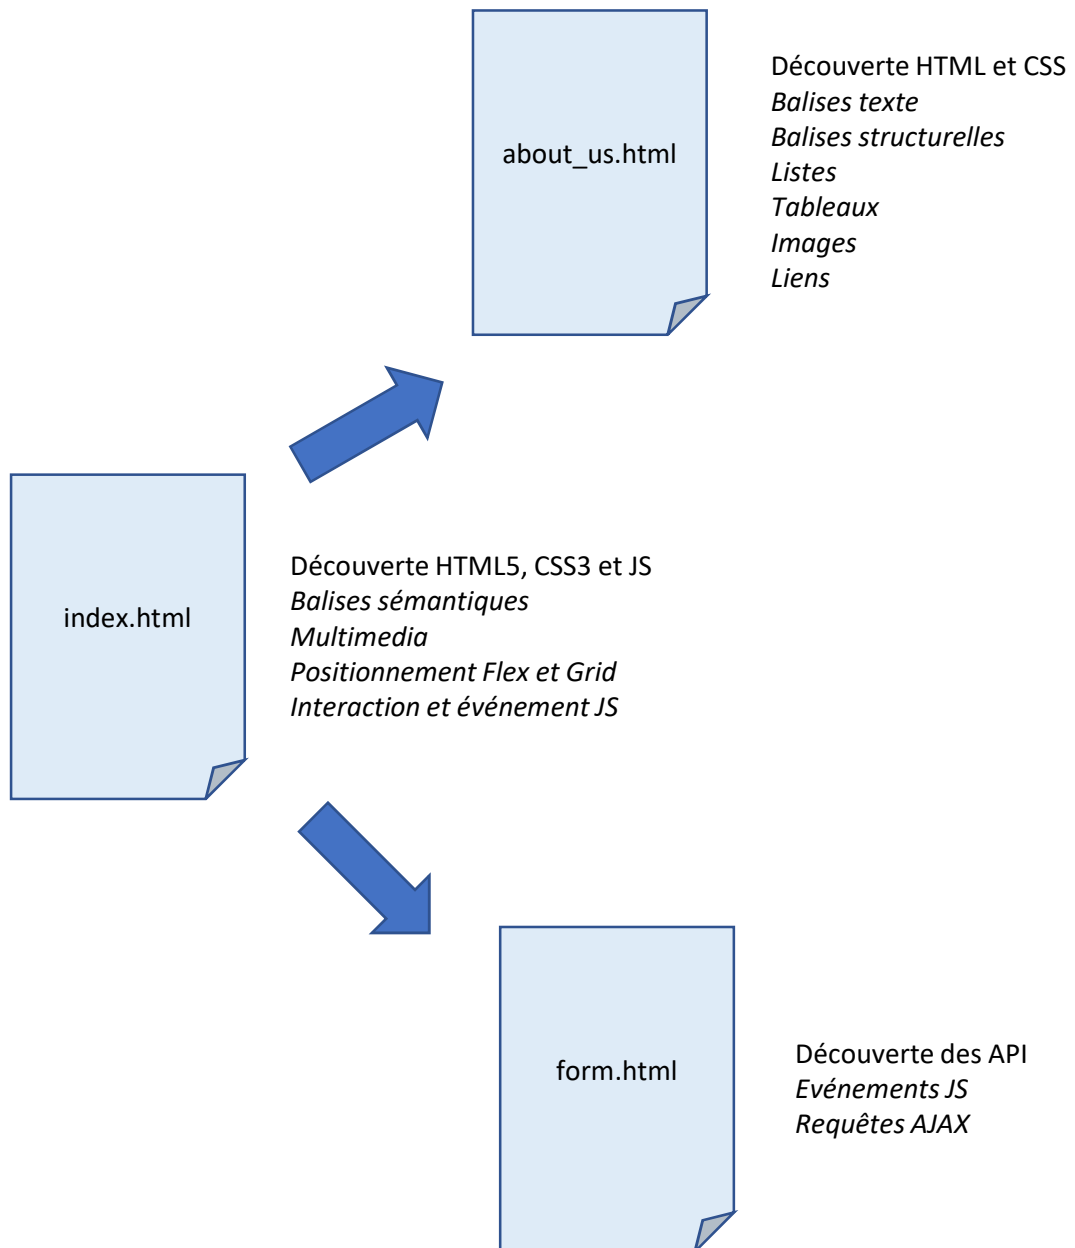 about_us.html
Découverte HTML et CSS
Balises texte
Balises structurelles
Listes
Tableaux
Images
Liens
index.html
Découverte HTML5, CSS3 et JS
Balises sémantiques
Multimedia
Positionnement Flex et Grid
Interaction et événement JS
form.html
Découverte des API
Evénements JS
Requêtes AJAX